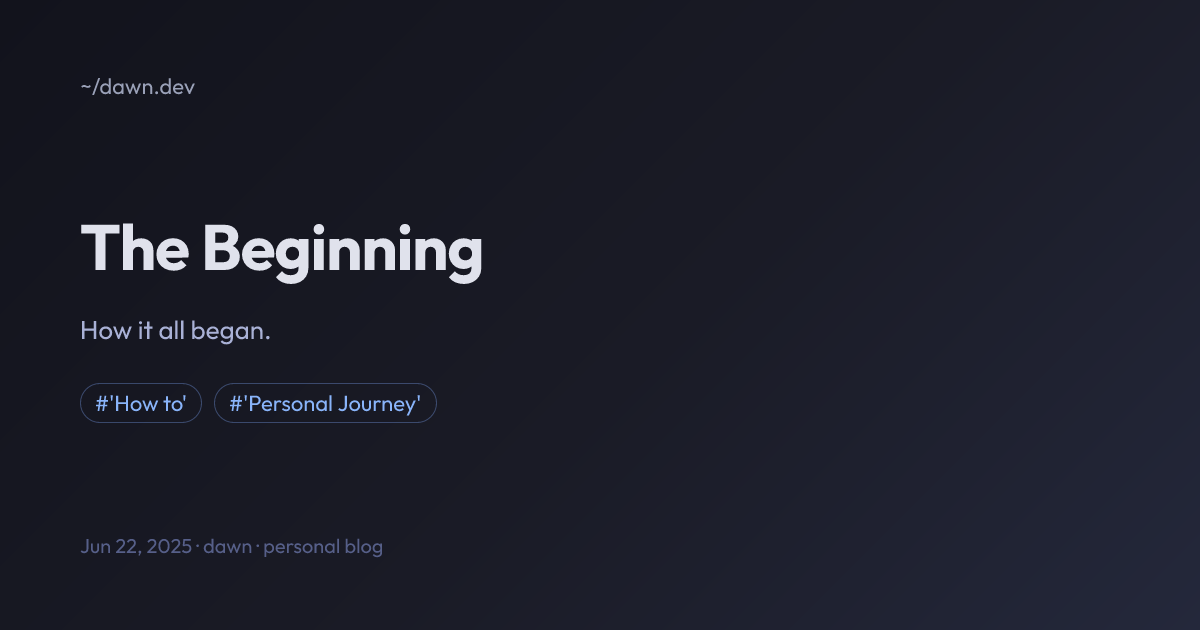 ~/dawn.dev
The Beginning
How it all began.
#'How to' #'Personal Journey'
Jun 22, 2025 · dawn · personal blog